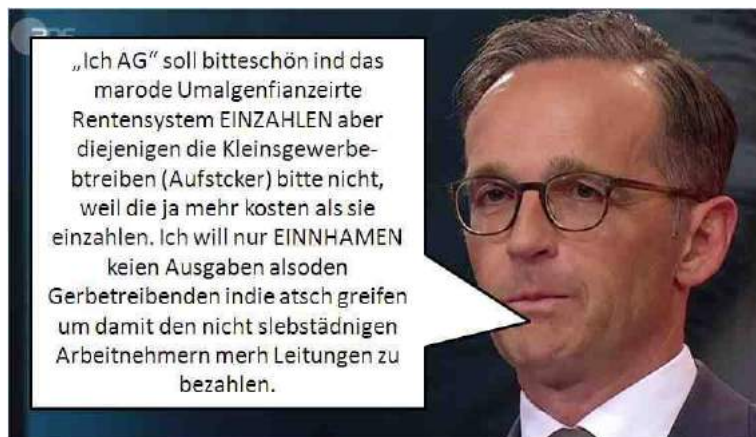 „Ich AG“ soll bitteschön ind das
marode Umalgenfianzeirte
Rentensystem EINZAHLEN aber
diejenigen die Kleinsgewerbe-
btreiben (Aufstcker) bitte nicht,
weil die ja mehr kosten als sie
einzahlen. Ich will nur EINNHAMEN
keien Ausgaben alsoden
Gerbetreibenden indie atsch greifen
um damit den nicht slebstädnigen
Arbeitnehmern merh Leitungen zu
bezahlen.